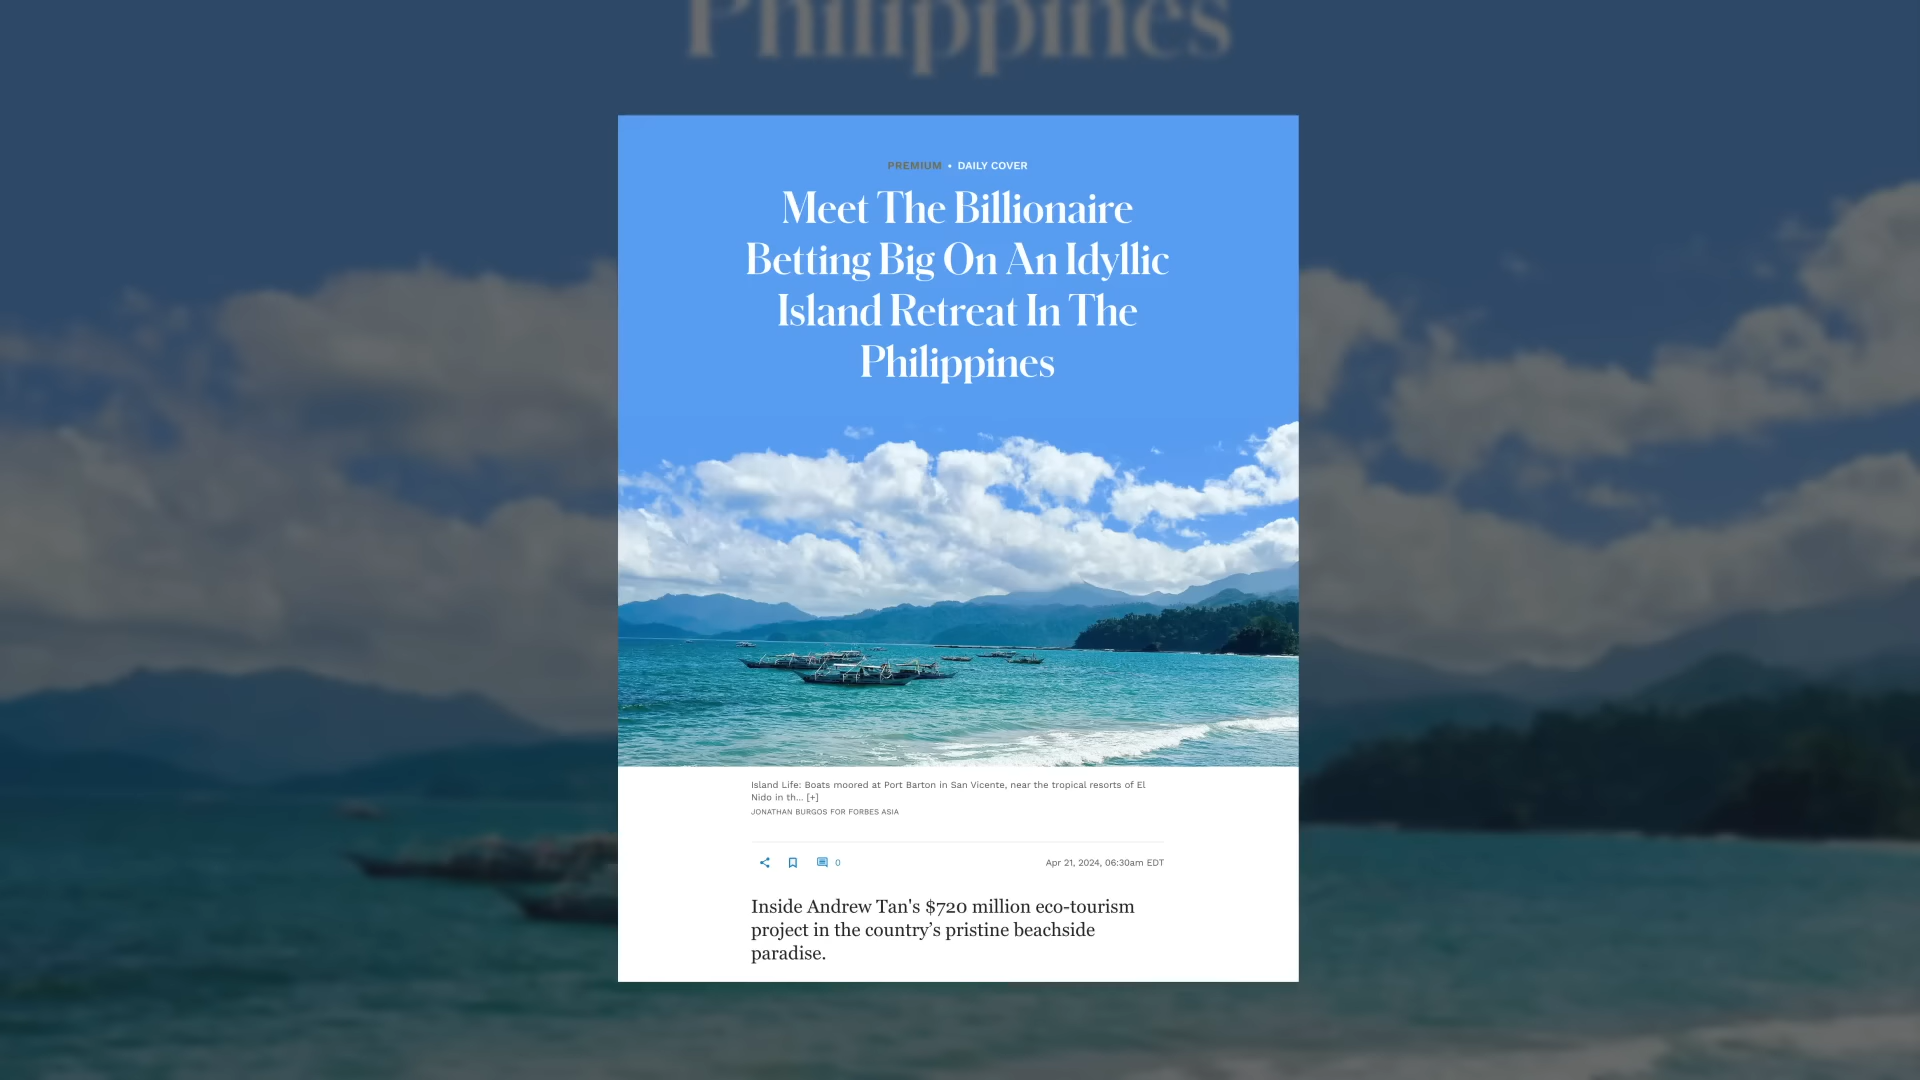 Philippines
PREMIUM • DAILY COVER
Meet The Billionaire
Betting Big On An Idyllic
Island Retreat In The
Philippines
Island Life: Boats moored at Port Barton in San Vicente, near the tropical resorts of El
Nido in th... [+]
JONATHAN BURGOS FOR FORBES ASIA
0
Apr 21, 2024, 06:30am EDT
Inside Andrew Tan's $720 million eco-tourism
project in the country’s pristine beachside
paradise.